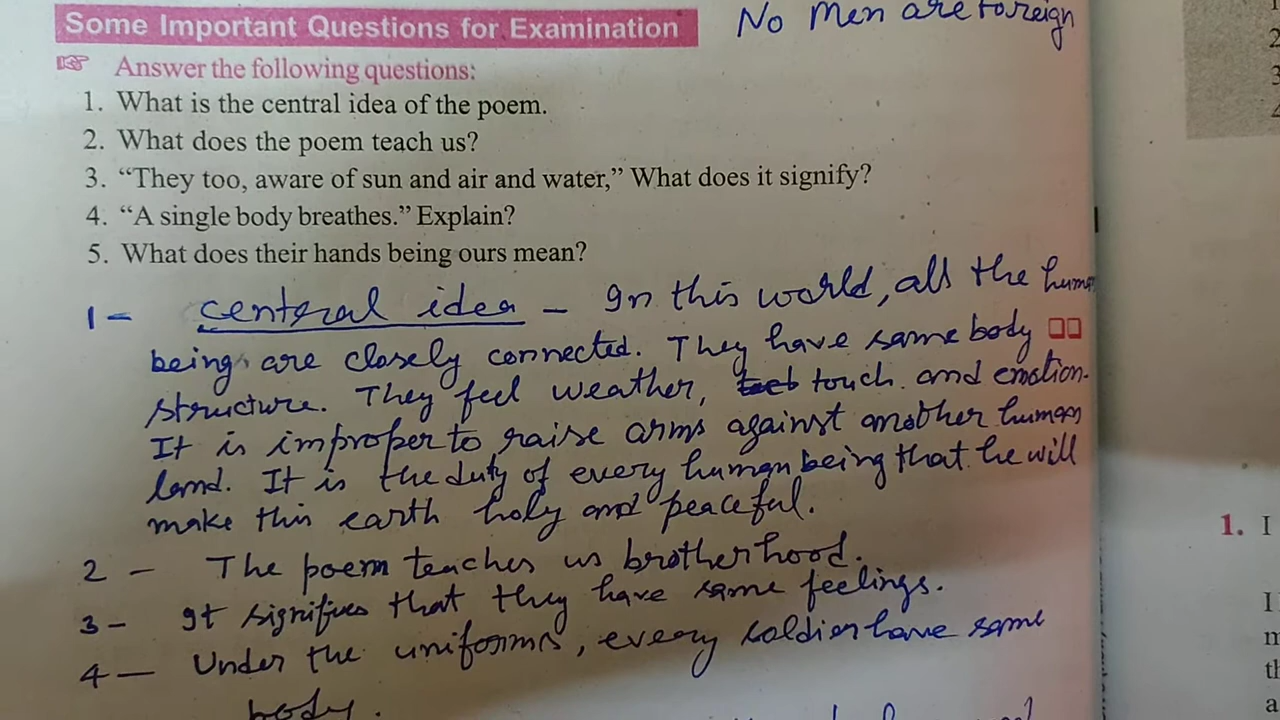 Some Important Questions for Examination
No Men are Foreign
Answer the following questions:
1. What is the central idea of the poem.
2. What does the poem teach us?
3. “They too, aware of sun and air and water,” What does it signify?
4. “A single body breathes.” Explain?
5. What does their hands being ours mean?
1 – centeral idea – In this world, all the human
being are closely connected. They have same body
structure. They feel weather, touch and emotion.
It is improper to raise arms against another human
land. It is the duty of every human being that he will
make this earth holy and peaceful.
2 – The poem teaches us brotherhood.
3 – It signifies that they have same feelings.
4 – Under the uniforms, every soldier have same
body.
1. I